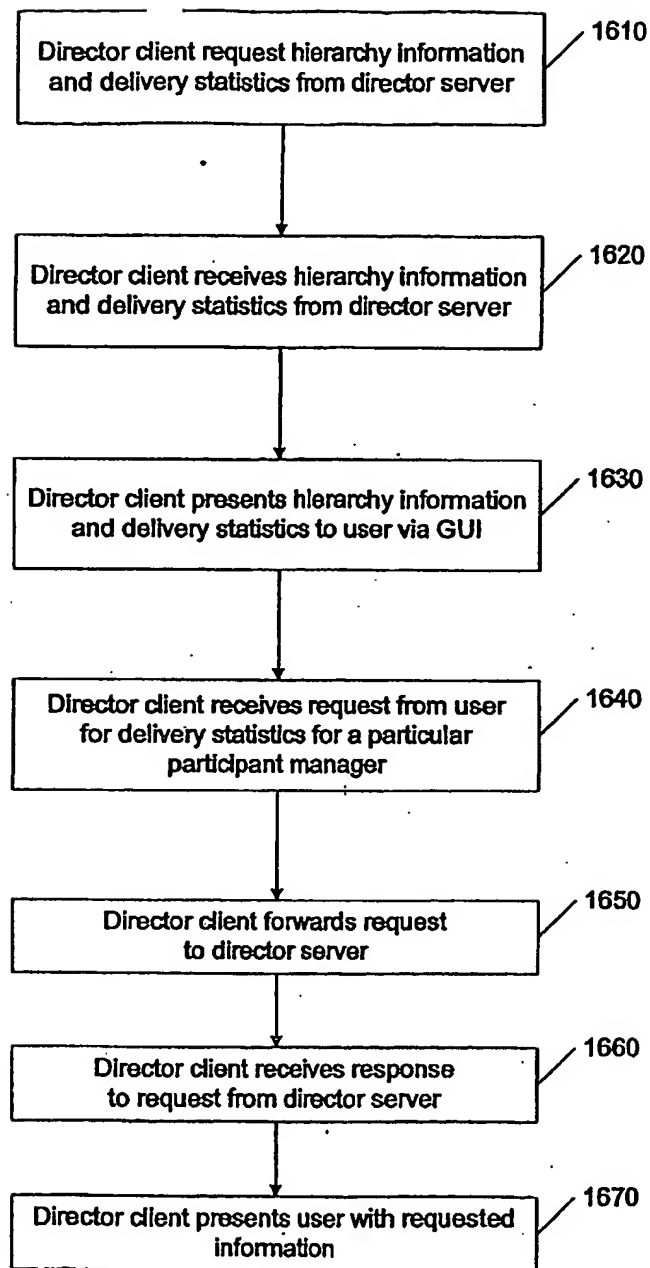 1610
Director client request hierarchy information
and delivery statistics from director server
1620
Director client receives hierarchy information
and delivery statistics from director server
1630
Director client presents hierarchy information
and delivery statistics to user via GUI
1640
Director client receives request from user
for delivery statistics for a particular
participant manager
1650
Director client forwards request
to director server
1660
Director client receives response
to request from director server
1670
Director client presents user with requested
information